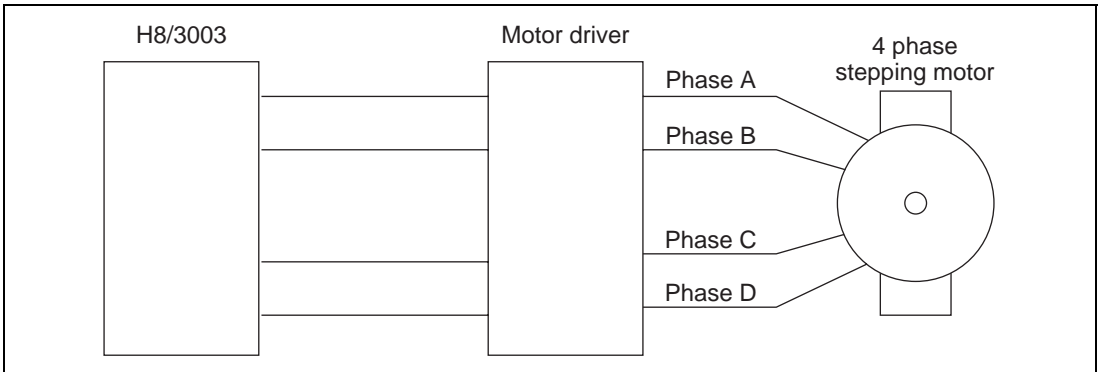 H8/3003
Motor driver
4 phase
stepping motor
Phase A
Phase B
Phase C
Phase D